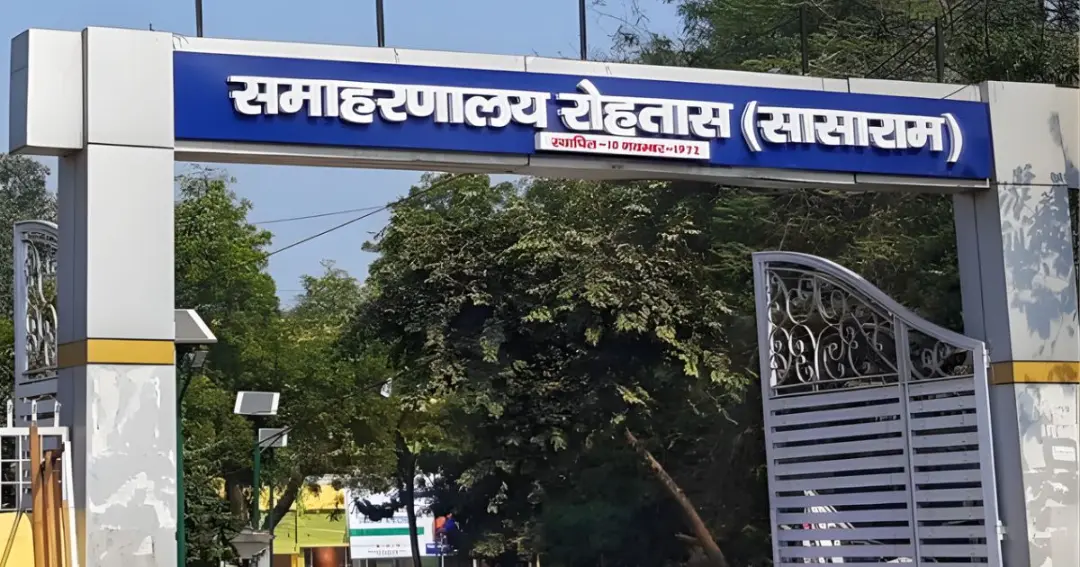 समाहरणालय रोहतास (सासाराम)
स्थापित - 10 नवम्बर - 1972